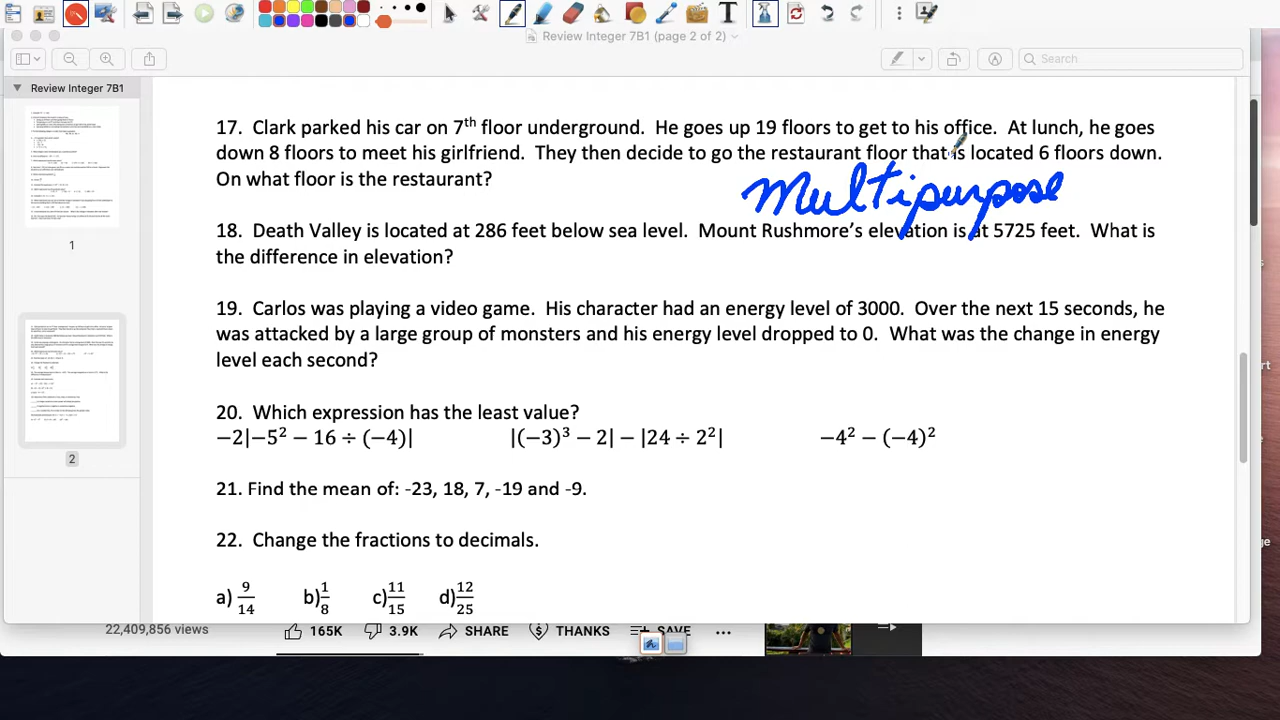 Review Integer 7B1 (page 2 of 2)
Search
Review Integer 7B1
1
2
17. Clark parked his car on 7th floor underground. He goes up 19 floors to get to his office. At lunch, he goes
down 8 floors to meet his girlfriend. They then decide to go to a restaurant floor that is located 6 floors down.
On what floor is the restaurant?
Multipurpose
18. Death Valley is located at 286 feet below sea level. Mount Rushmore's elevation is at 5725 feet. What is
the difference in elevation?
19. Carlos was playing a video game. His character had an energy level of 3000. Over the next 15 seconds, he
was attacked by a large group of monsters and his energy level dropped to 0. What was the change in energy
level each second?
20. Which expression has the least value?
−2|−5² − 16 ÷ (−4)| |(−3)³ − 2| − |24 ÷ 2²| −4² − (−4)²
21. Find the mean of: -23, 18, 7, -19 and -9.
22. Change the fractions to decimals.
a) 9/14 b) 1/8 c) 11/15 d) 12/25
22,409,856 views 165K 3.9K SHARE THANKS SAVE